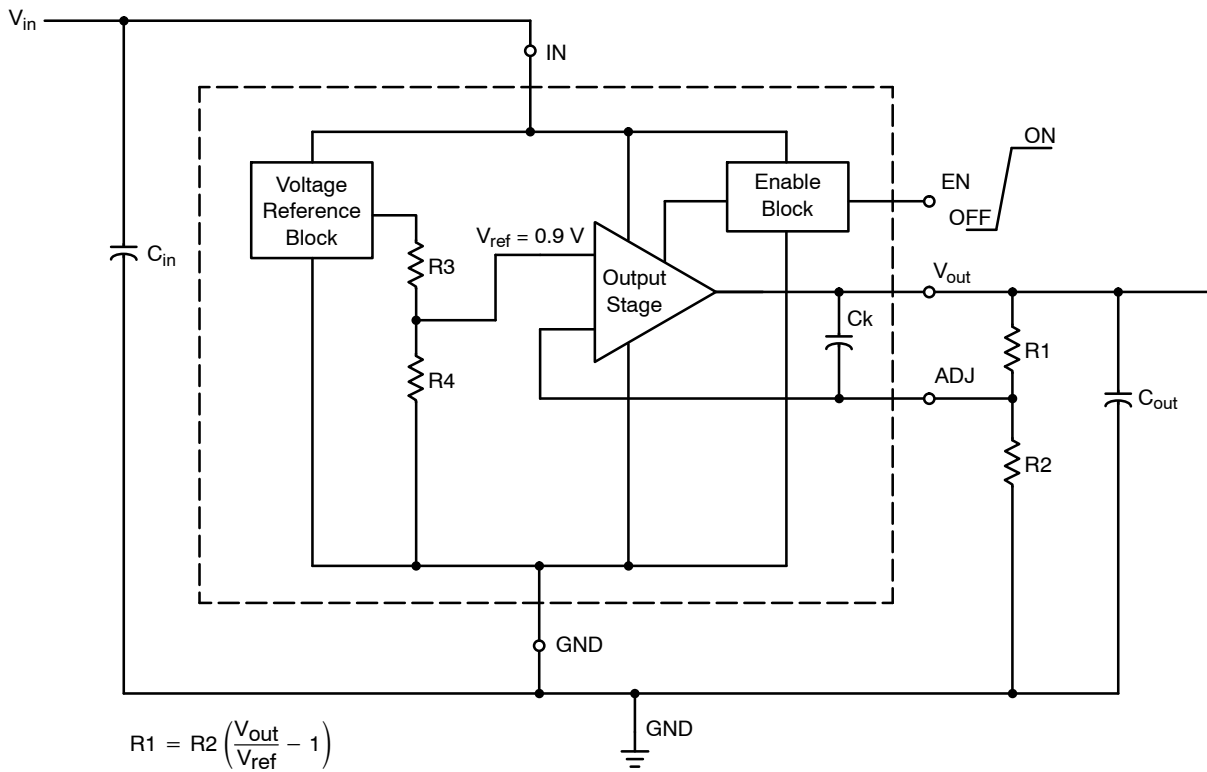 Vin
IN
Voltage
Reference
Block
Enable
Block
ON
EN
OFF
Cin
R3
Vref = 0.9 V
Output
Stage
Vout
Ck
R1
R4
ADJ
Cout
R2
GND
GND
R1 = R2 (Vout/Vref − 1)